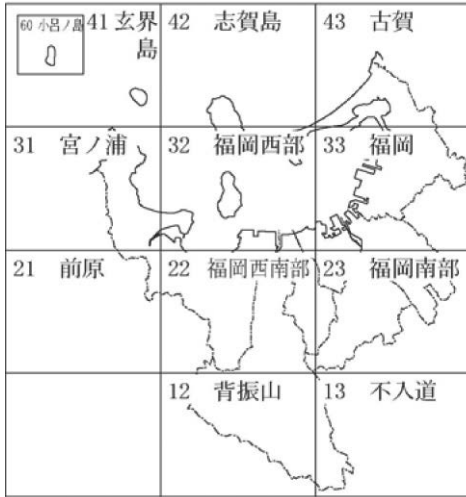 60 小呂ノ島
41 玄界島
42 志賀島
43 古賀
31 宮ノ浦
32 福岡西部
33 福岡
21 前原
22 福岡西南部
23 福岡南部
12 背振山
13 不入道